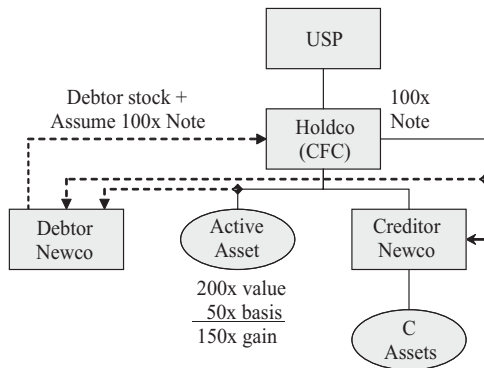 USP
Debtor stock +
Assume 100x Note
100x
Note
Holdco
(CFC)
Debtor
Newco
Active
Asset
Creditor
Newco
200x value
50x basis
150x gain
C
Assets